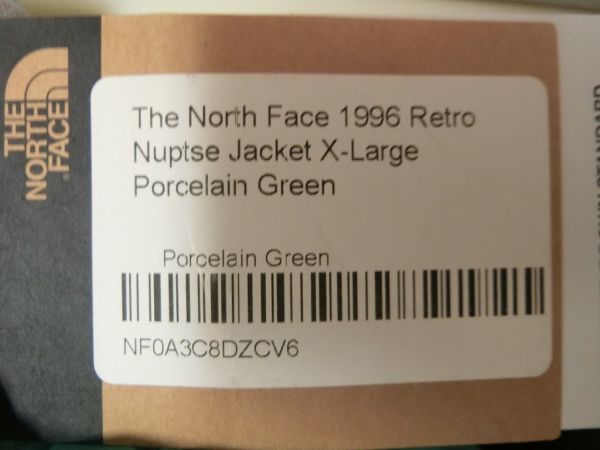 THE
NORTH
FACE
The North Face 1996 Retro
Nuptse Jacket X-Large
Porcelain Green
Porcelain Green
NF0A3C8DZCV6